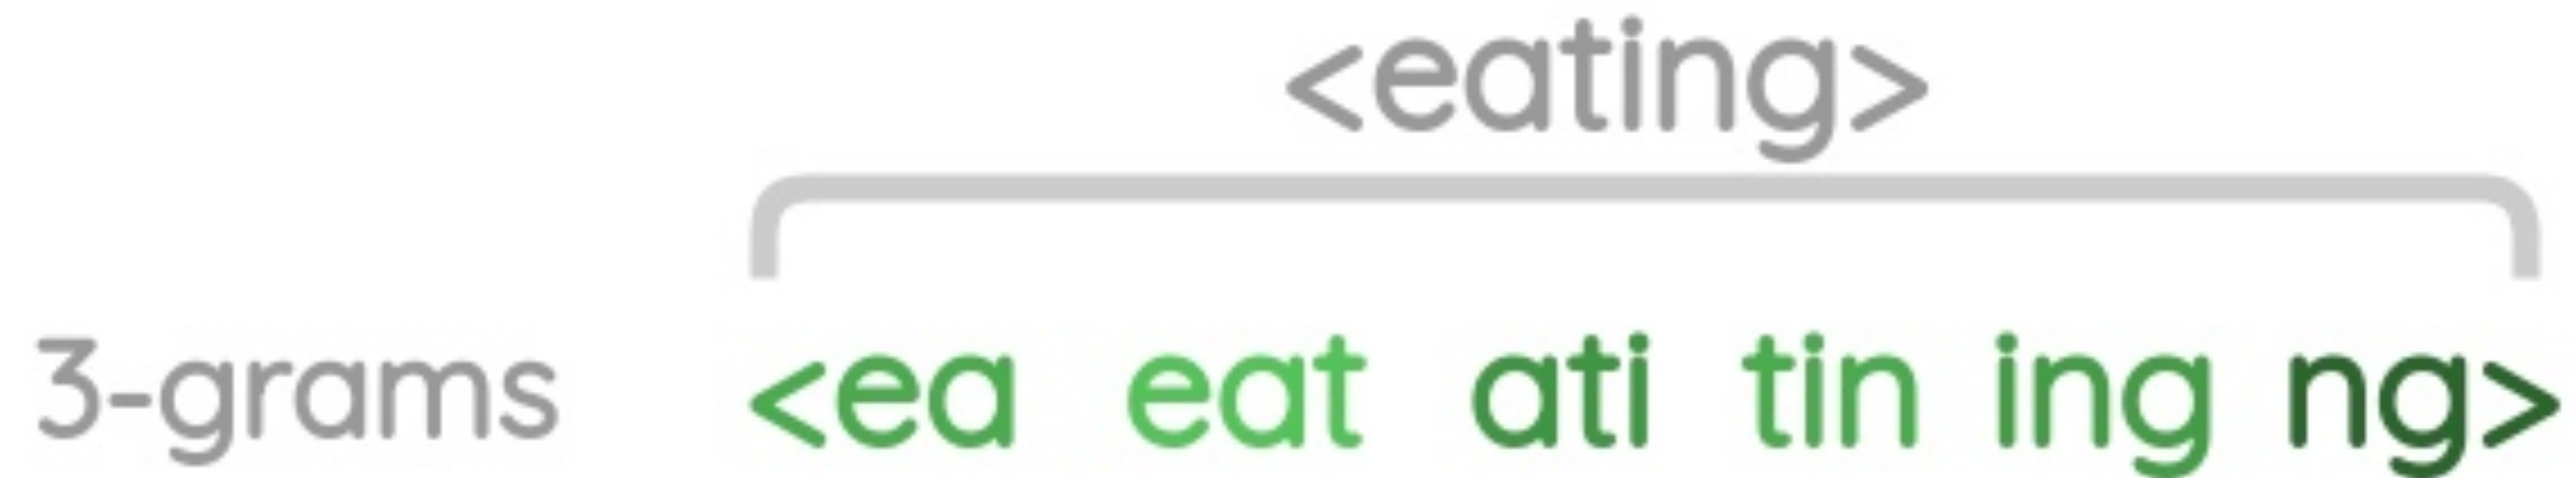 <eating>
3-grams <ea eat ati tin ing ng>